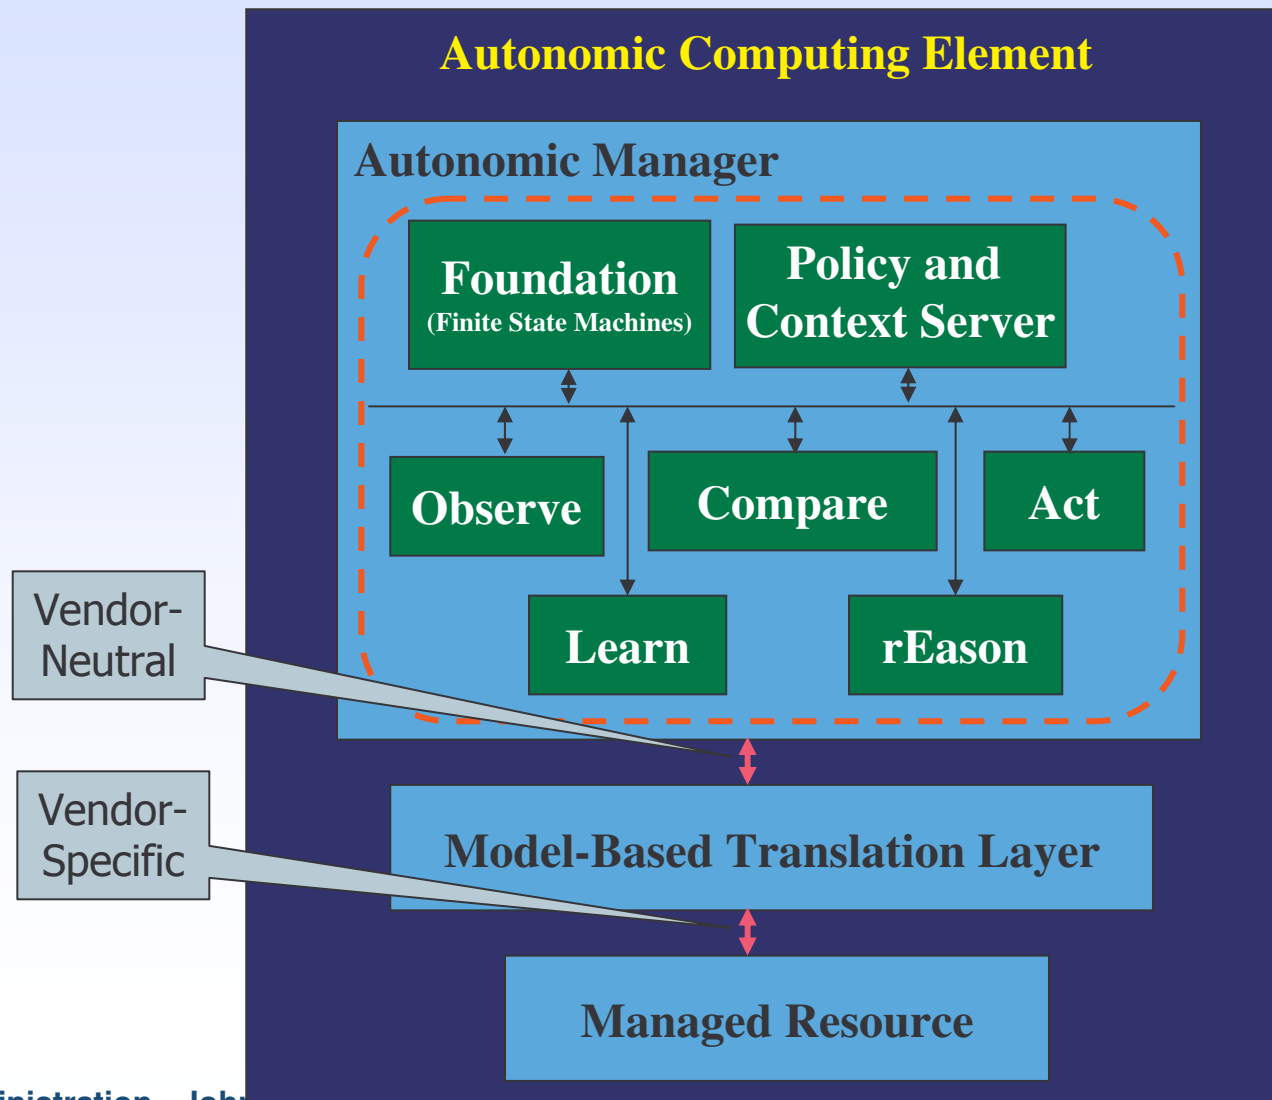 Autonomic Computing Element
Autonomic Manager
Foundation
(Finite State Machines)
Policy and
Context Server
Observe
Compare
Act
Learn
rEason
Vendor-
Neutral
Model-Based Translation Layer
Vendor-
Specific
Managed Resource